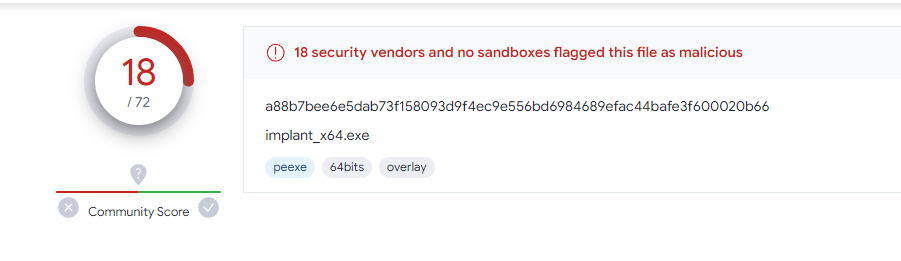 18
/ 72
?
Community Score
18 security vendors and no sandboxes flagged this file as malicious
a88b7bee6e5dab73f158093d9f4ec9e556bd6984689efac44bafe3f600020b66
implant_x64.exe
peexe 64bits overlay